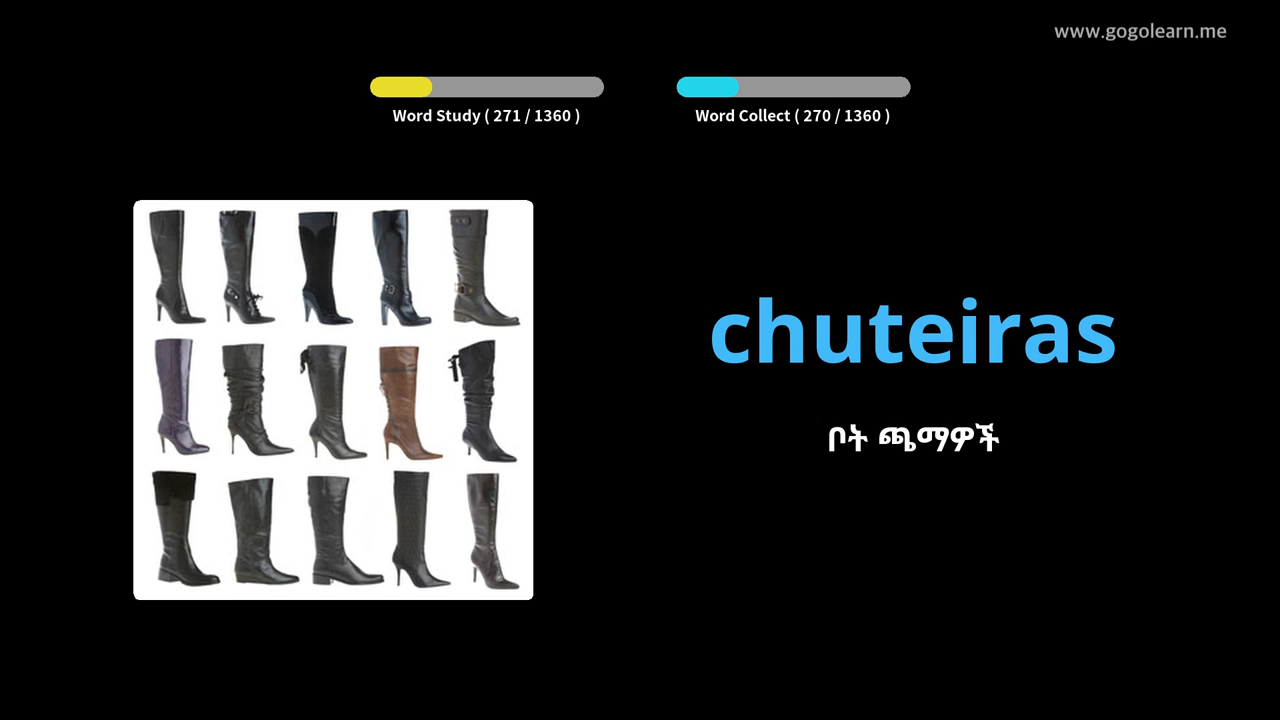 www.gogolearn.me
Word Study ( 271 / 1360 )
Word Collect ( 270 / 1360 )
chuteiras
ቦት ጫማዎች